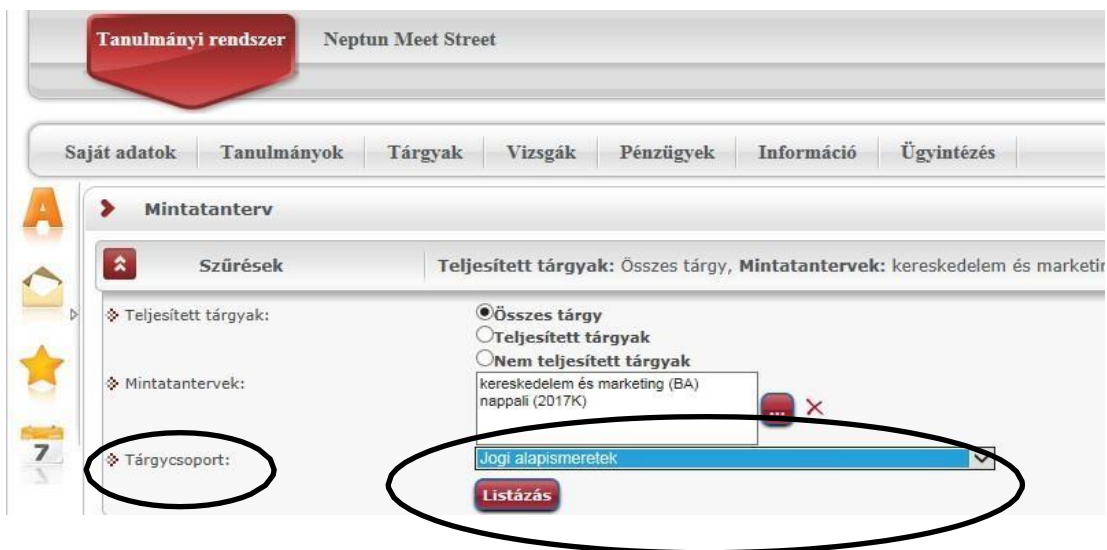 Tanulmányi rendszer Neptun Meet Street
Saját adatok Tanulmányok Tárgyak Vizsgák Pénzügyek Információ Ügyintézés
Mintatanterv
Szűrések Teljesített tárgyak: Összes tárgy, Mintatantervek: kereskedelem és marketin
Teljesített tárgyak: Összes tárgy
Teljesített tárgyak
Nem teljesített tárgyak
Mintatantervek: kereskedelem és marketing (BA)
nappali (2017K)
...
7
Tárgycsoport: Jogi alapismeretek
Listázás